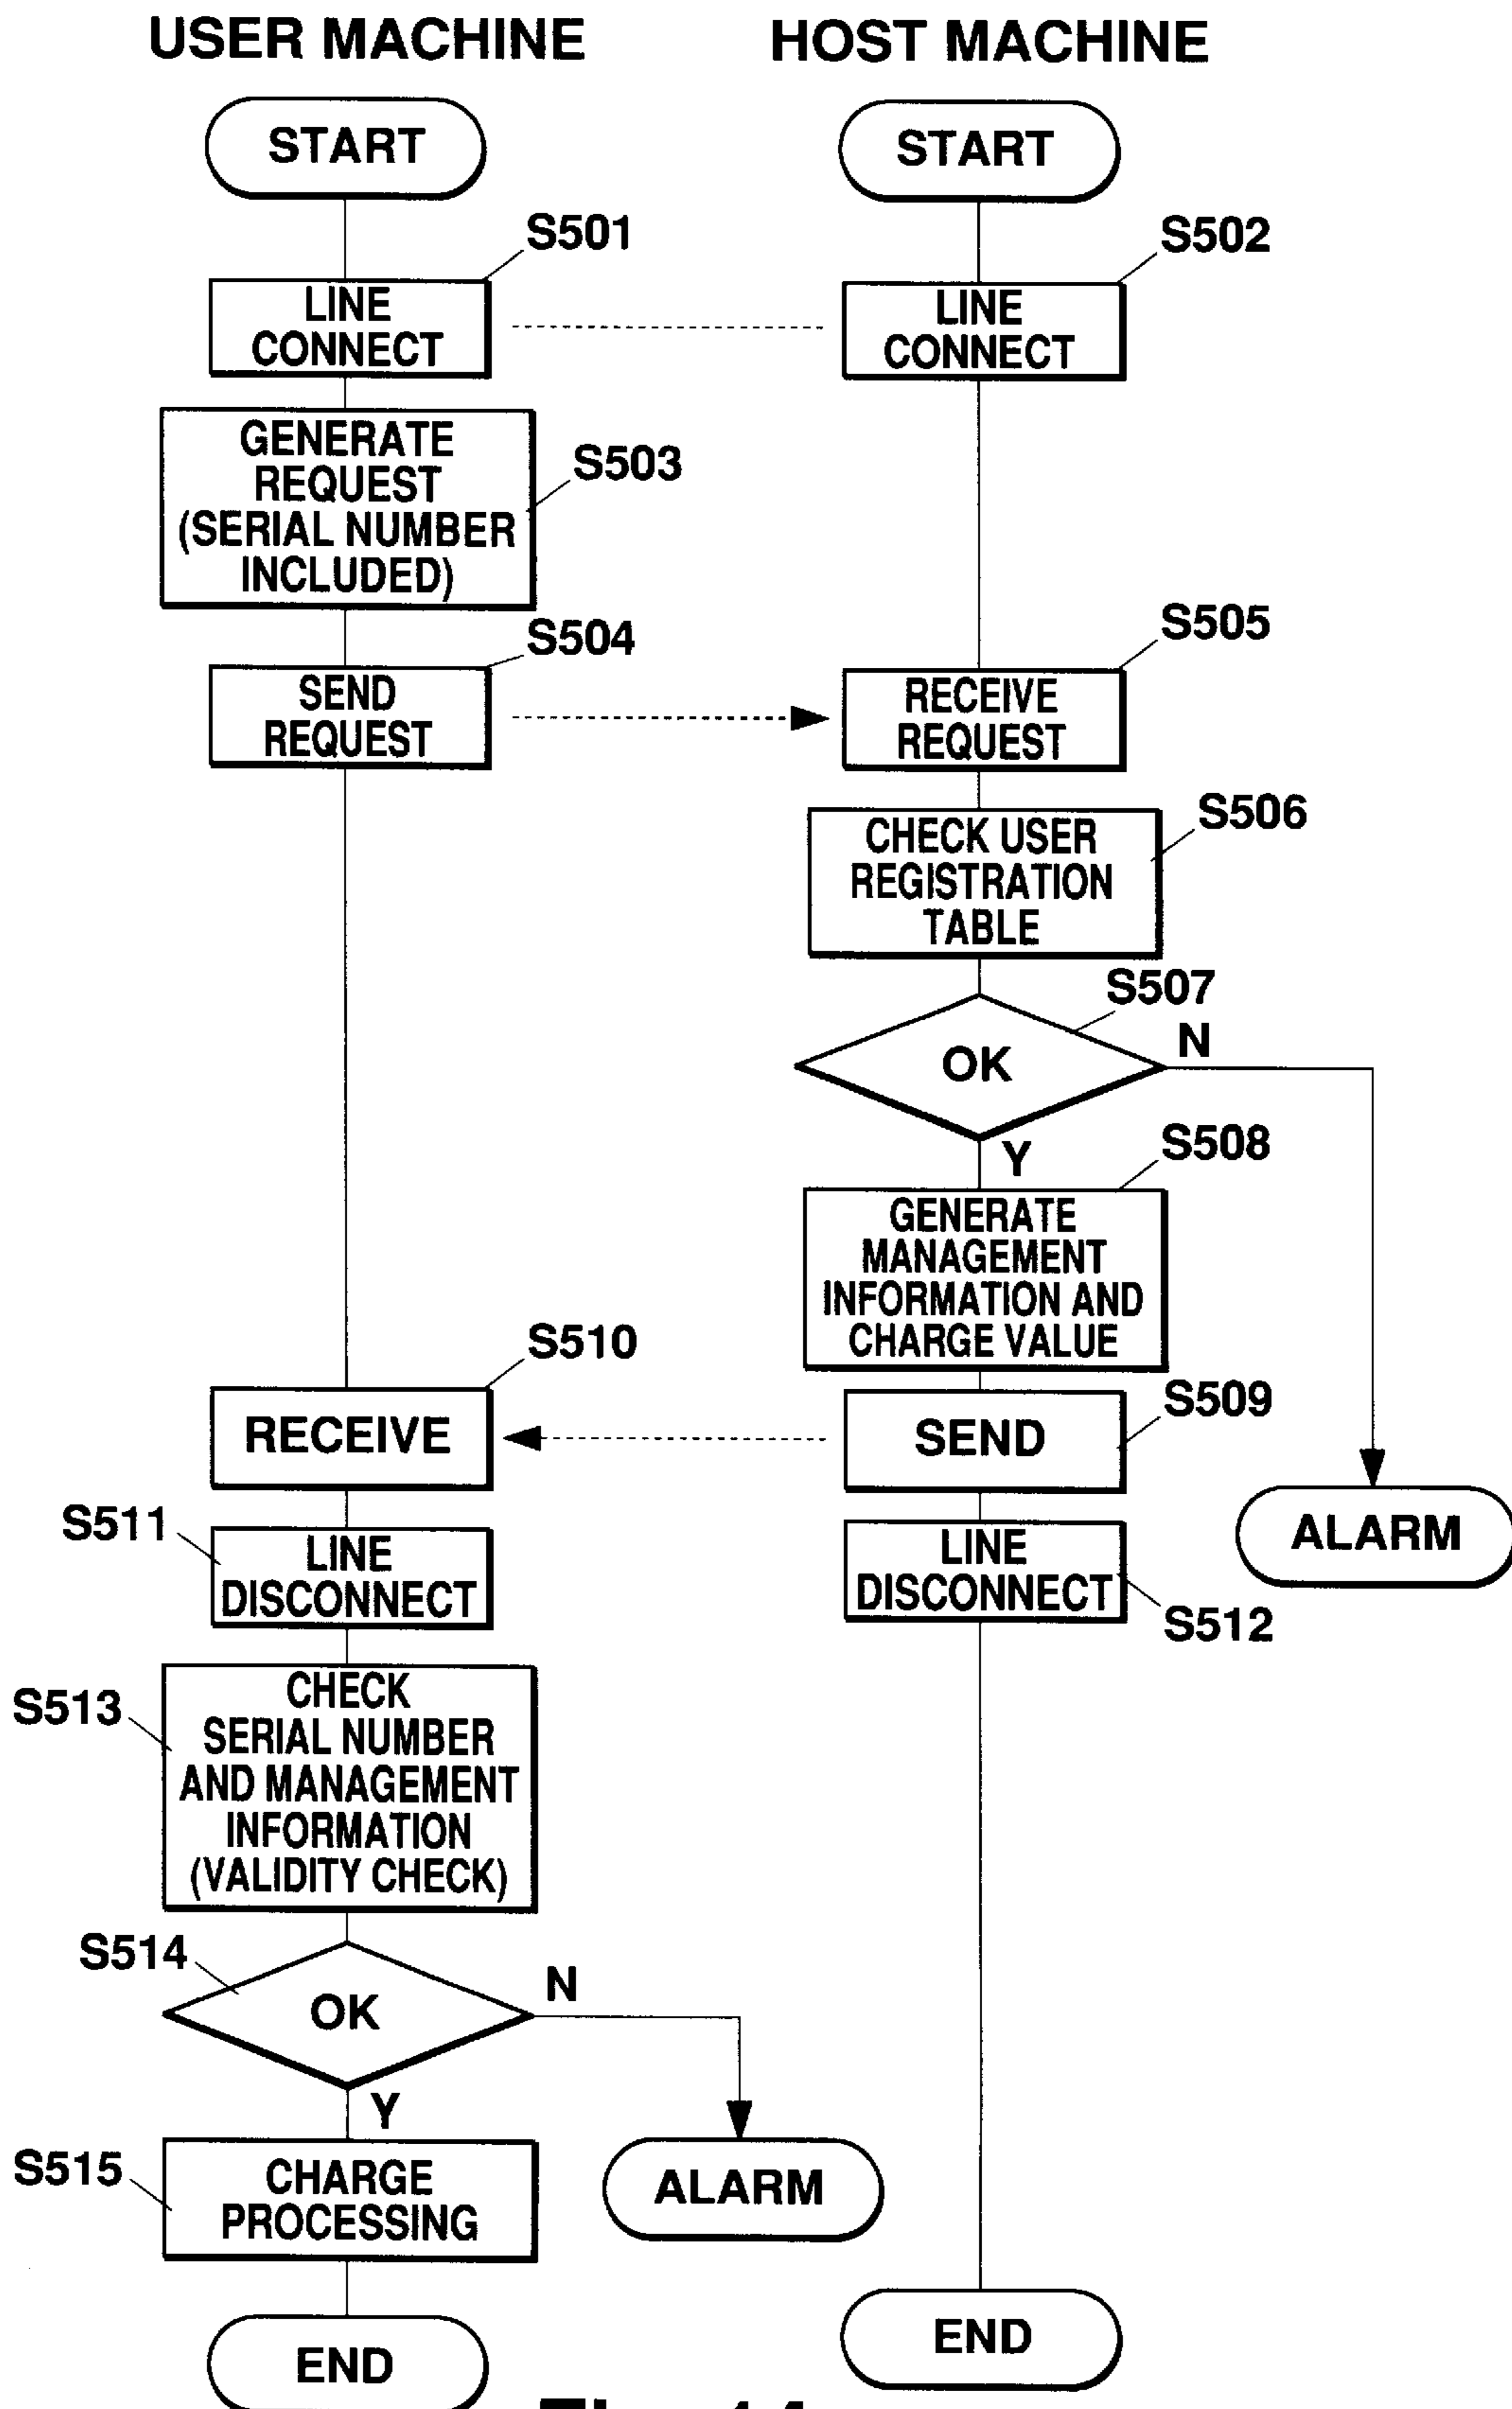 USER MACHINE
HOST MACHINE
START
START
S501
S502
LINE
CONNECT
LINE
CONNECT
GENERATE
REQUEST
(SERIAL NUMBER
INCLUDED)
S503
S504
S505
SEND
REQUEST
RECEIVE
REQUEST
S506
CHECK USER
REGISTRATION
TABLE
S507
OK
N
Y
S508
GENERATE
MANAGEMENT
INFORMATION AND
CHARGE VALUE
S510
S509
RECEIVE
SEND
ALARM
S511
LINE
DISCONNECT
LINE
DISCONNECT
S512
S513
CHECK
SERIAL NUMBER
AND MANAGEMENT
INFORMATION
(VALIDITY CHECK)
S514
OK
N
Y
S515
CHARGE
PROCESSING
ALARM
END
END